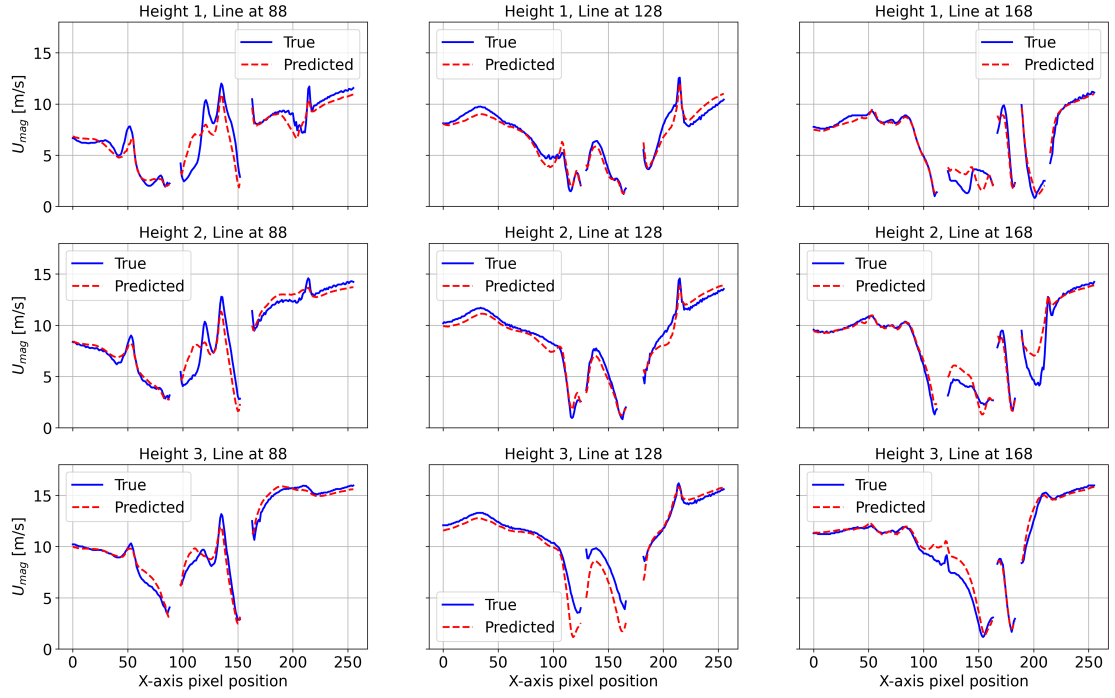 Height 1, Line at 88
Height 1, Line at 128
Height 1, Line at 168
15
10
5
0
U_mag [m/s]
True
Predicted
True
Predicted
True
Predicted
Height 2, Line at 88
Height 2, Line at 128
Height 2, Line at 168
15
10
5
0
U_mag [m/s]
True
Predicted
True
Predicted
True
Predicted
Height 3, Line at 88
Height 3, Line at 128
Height 3, Line at 168
15
10
5
0
U_mag [m/s]
True
Predicted
True
Predicted
True
Predicted
0 50 100 150 200 250
0 50 100 150 200 250
0 50 100 150 200 250
X-axis pixel position
X-axis pixel position
X-axis pixel position